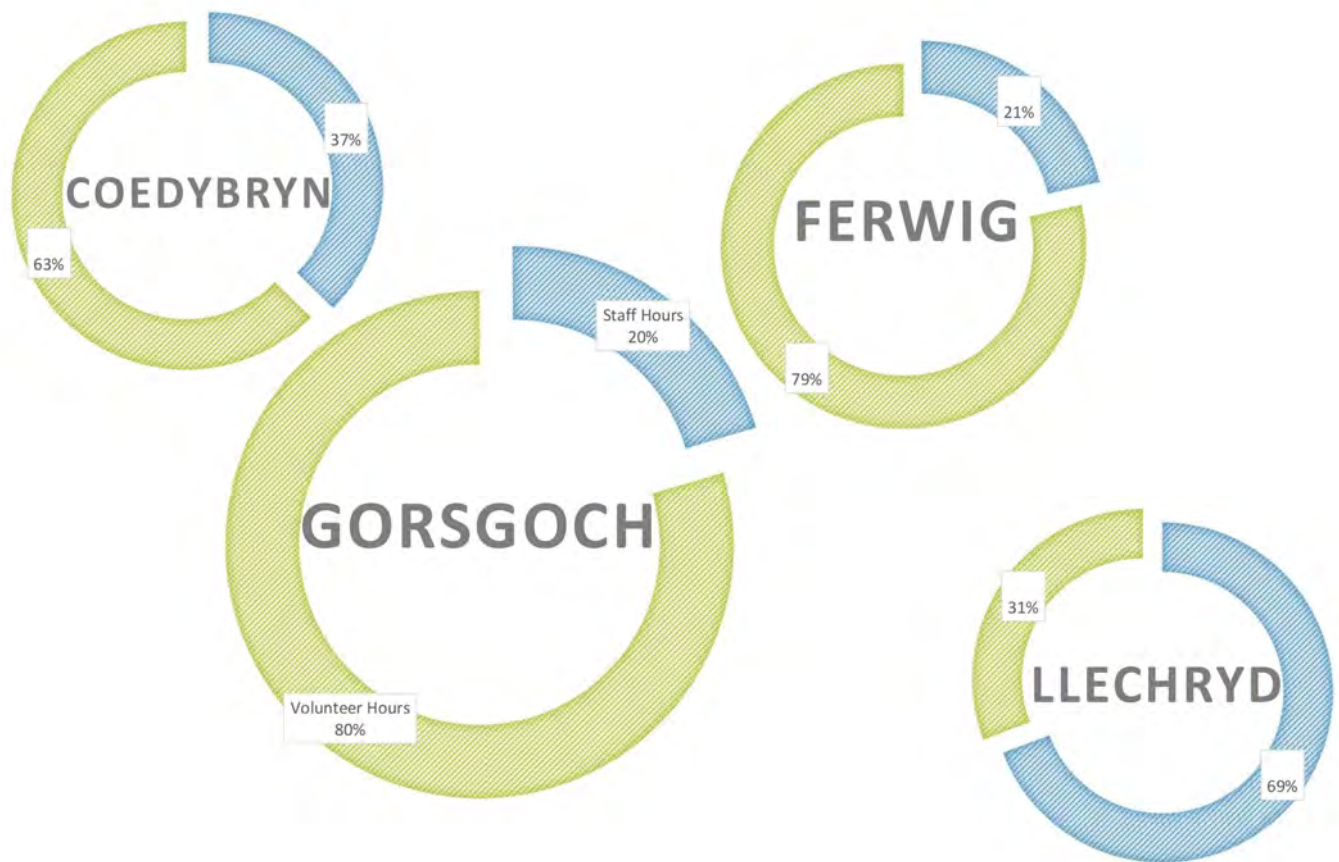 37%
COEDYBRYN
63%
21%
FERWIG
79%
Staff Hours
20%
GORSGOCH
Volunteer Hours
80%
31%
LLECHRYD
69%